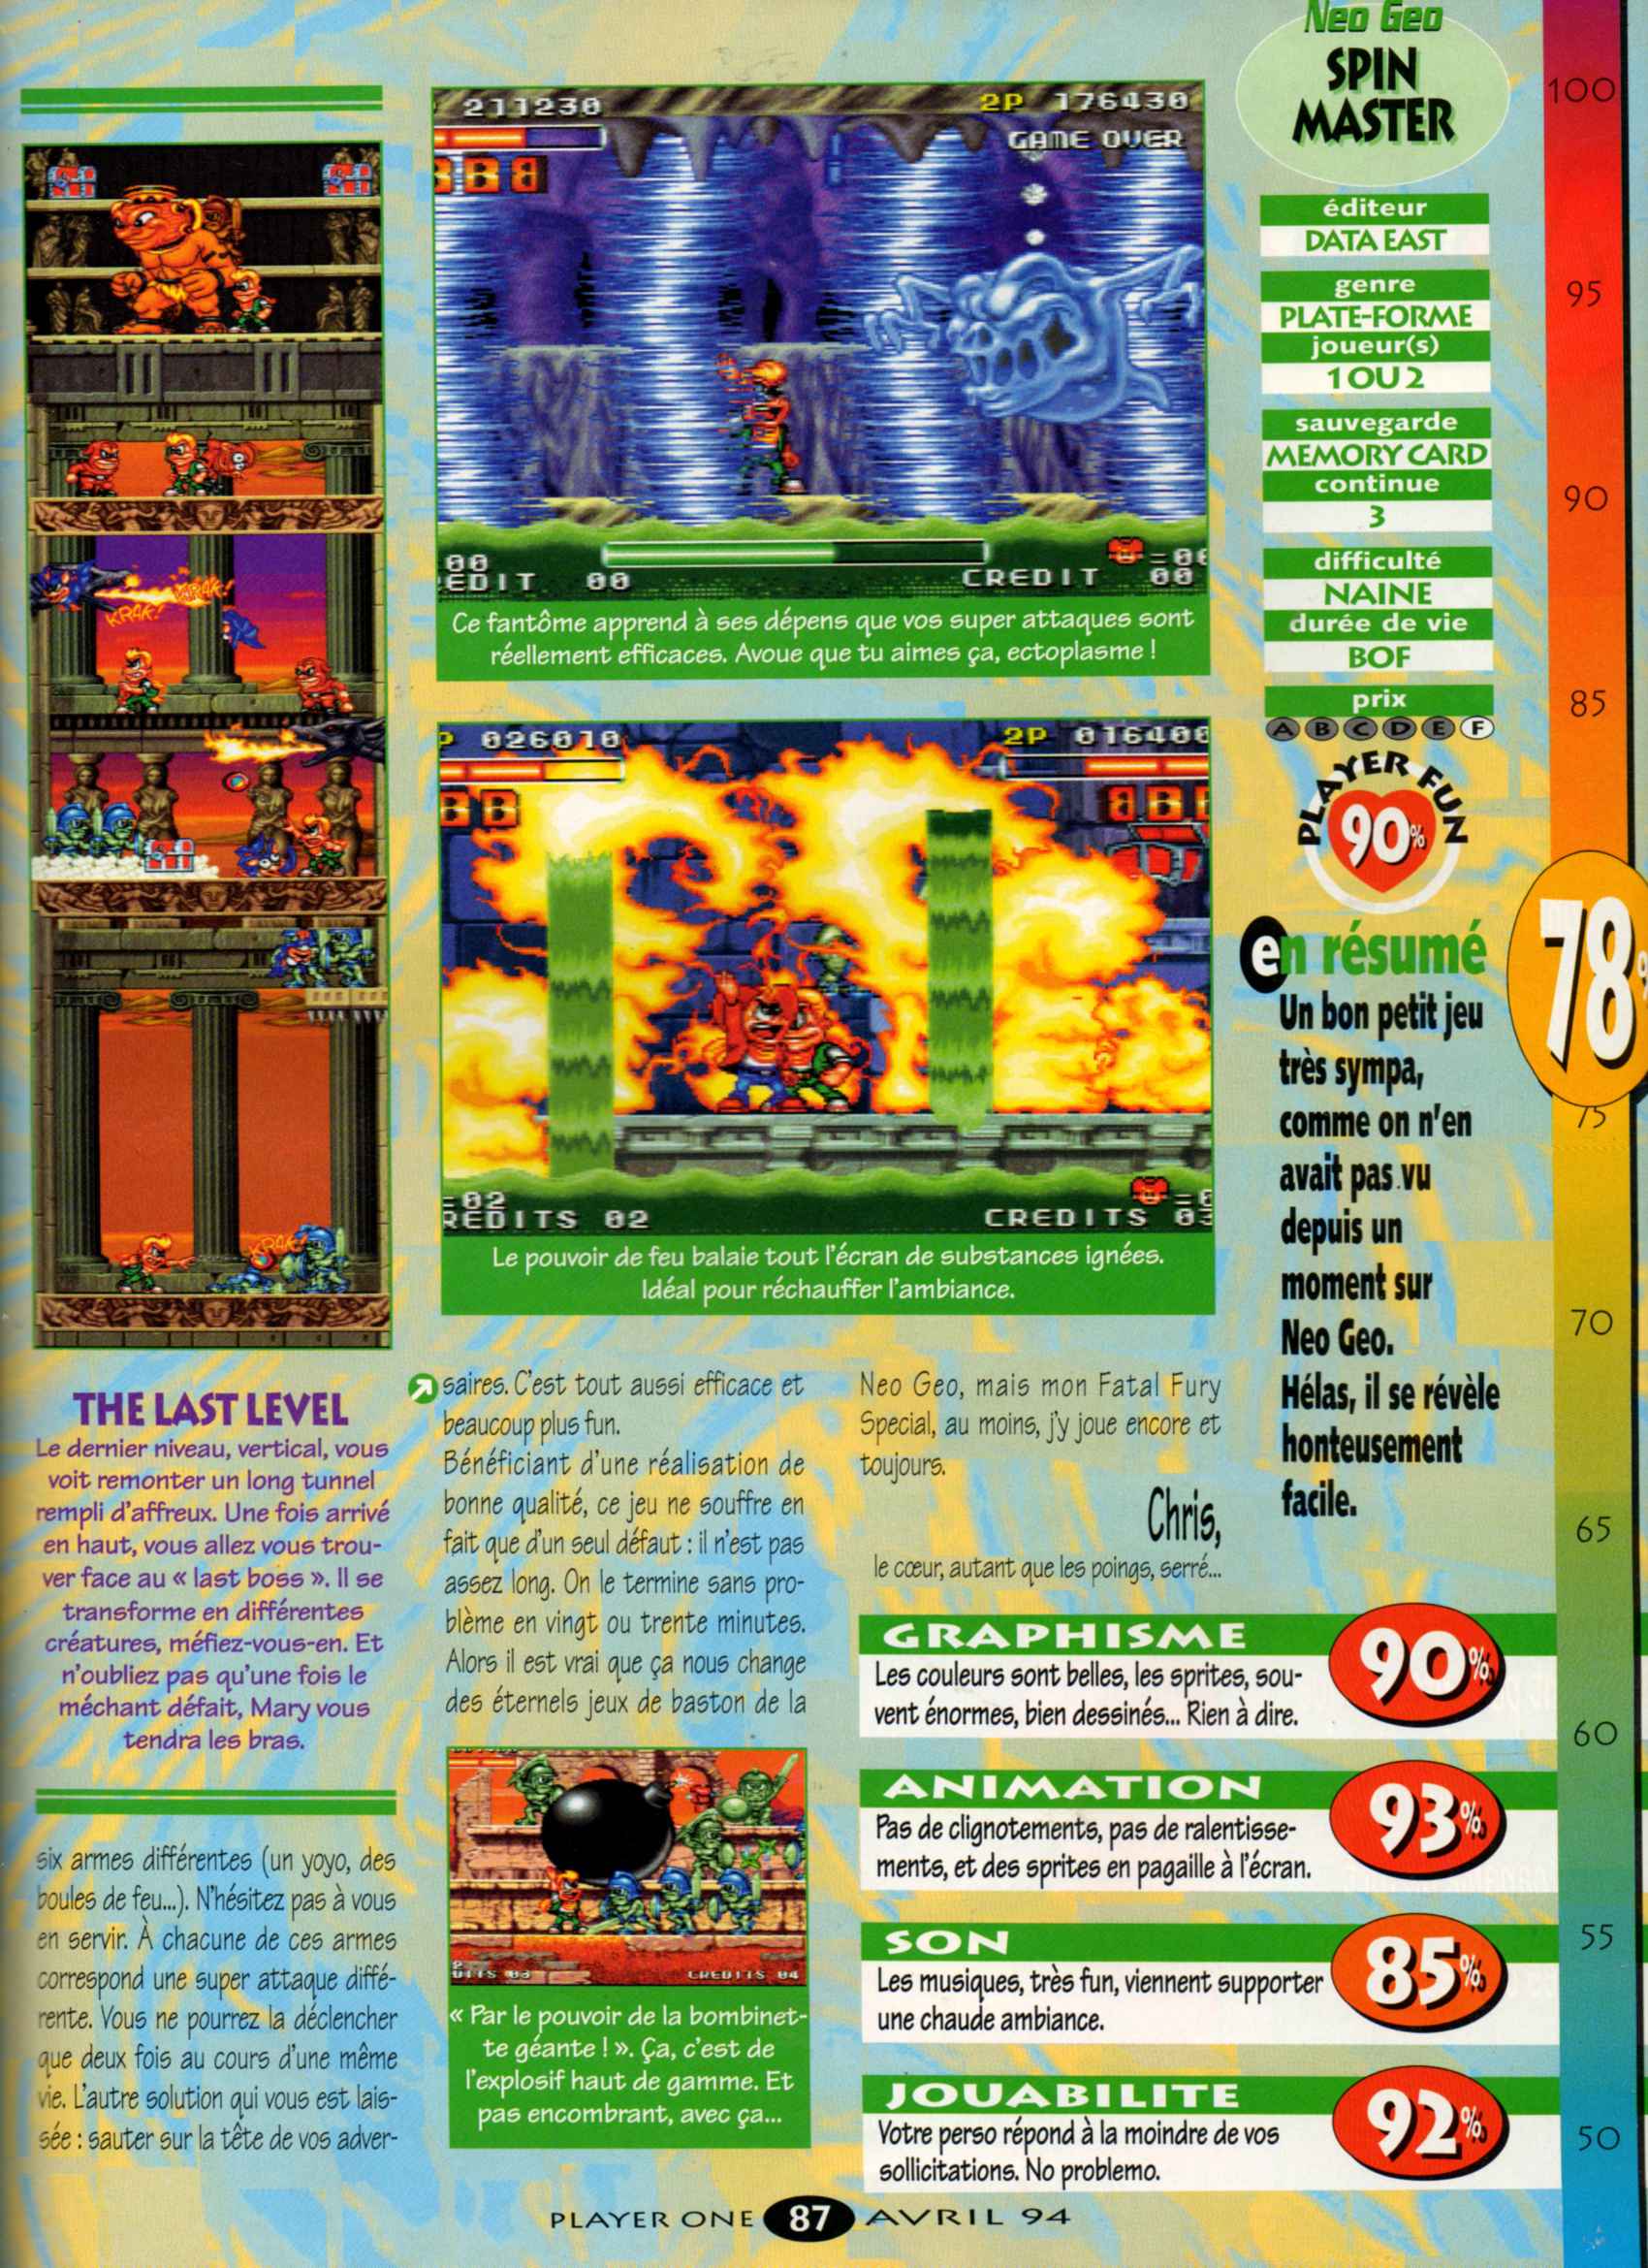 211230
2P 176430
GAME OVER
BBB
00
EDIT 00
CREDIT 00
Ce fantôme apprend à ses dépens que vos super attaques sont
réellement efficaces. Avoue que tu aimes ça, ectoplasme !
KRAK!
KRAK!
P 026010
2P 016400
BB
BBB
=02
REDITS 02
CREDITS 03
Le pouvoir de feu balaie tout l'écran de substances ignées.
Idéal pour réchauffer l'ambiance.
KRAK!
THE LAST LEVEL
Le dernier niveau, vertical, vous
voit remonter un long tunnel
rempli d'affreux. Une fois arrivé
en haut, vous allez vous trou-
ver face au « last boss ». Il se
transforme en différentes
créatures, méfiez-vous-en. Et
n'oubliez pas qu'une fois le
méchant défait, Mary vous
tendra les bras.
six armes différentes (un yoyo, des
boules de feu...). N'hésitez pas à vous
en servir. À chacune de ces armes
correspond une super attaque diffé-
rente. Vous ne pourrez la déclencher
que deux fois au cours d'une même
vie. L'autre solution qui vous est lais-
sée : sauter sur la tête de vos adver-
saires. C'est tout aussi efficace et
beaucoup plus fun.
Bénéficiant d'une réalisation de
bonne qualité, ce jeu ne souffre en
fait que d'un seul défaut : il n'est pas
assez long. On le termine sans pro-
blème en vingt ou trente minutes.
Alors il est vrai que ça nous change
des éternels jeux de baston de la
CREDITS 04
« Par le pouvoir de la bombinet-
te géante ! ». Ça, c'est de
l'explosif haut de gamme. Et
pas encombrant, avec ça...
Neo Geo, mais mon Fatal Fury
Special, au moins, j'y joue encore et
toujours.
Chris,
le cœur, autant que les poings, serré...
GRAPHISME
90%
Les couleurs sont belles, les sprites, sou-
vent énormes, bien dessinés... Rien à dire.
ANIMATION
93%
Pas de clignotements, pas de ralentisse-
ments, et des sprites en pagaille à l'écran.
SON
85%
Les musiques, très fun, viennent supporter
une chaude ambiance.
JOUABILITE
92%
Votre perso répond à la moindre de vos
sollicitations. No problemo.
Neo Geo
SPIN
MASTER
éditeur
DATA EAST
genre
PLATE-FORME
joueur(s)
1 OU 2
sauvegarde
MEMORY CARD
continue
3
difficulté
NAINE
durée de vie
BOF
prix
A B C D E F
PLAYER FUN
90%
en résumé
Un bon petit jeu
très sympa,
comme on n'en
avait pas vu
depuis un
moment sur
Neo Geo.
Hélas, il se révèle
honteusement
facile.
100
95
90
85
78%
75
70
65
60
55
50
PLAYER ONE 87 AVRIL 94